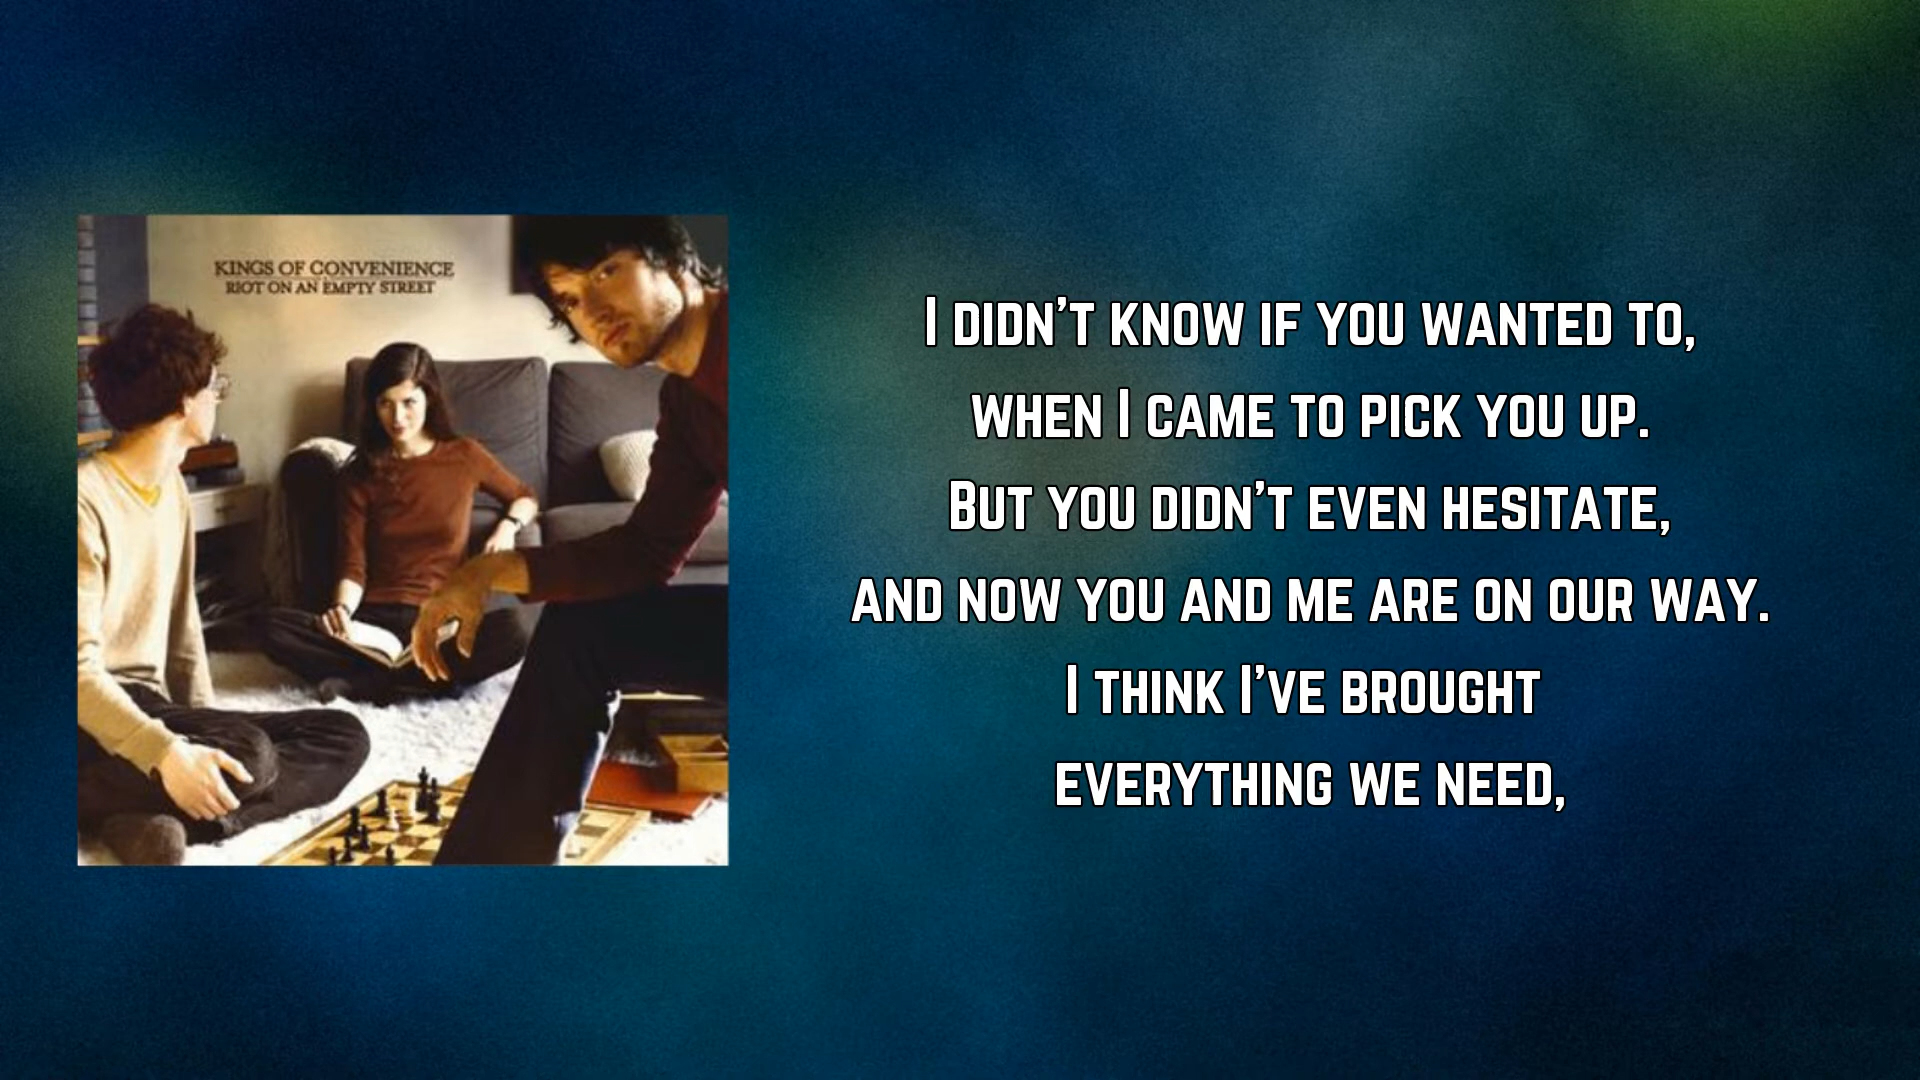 KINGS OF CONVENIENCE
RIOT ON AN EMPTY STREET
I DIDN'T KNOW IF YOU WANTED TO,
WHEN I CAME TO PICK YOU UP.
BUT YOU DIDN'T EVEN HESITATE,
AND NOW YOU AND ME ARE ON OUR WAY.
I THINK I'VE BROUGHT
EVERYTHING WE NEED,